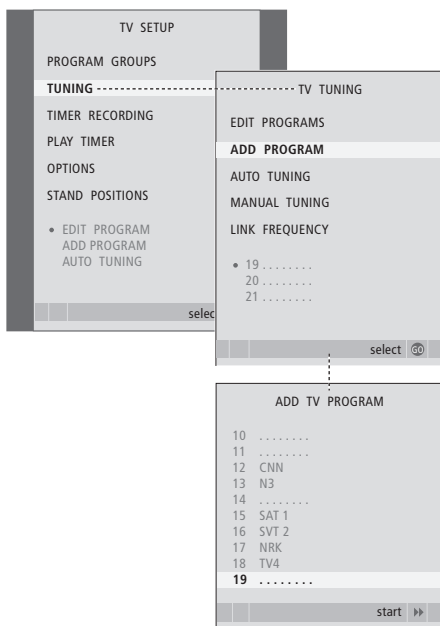 TV SETUP
PROGRAM GROUPS
TUNING
TIMER RECORDING
PLAY TIMER
OPTIONS
STAND POSITIONS
• EDIT PROGRAM
ADD PROGRAM
AUTO TUNING
selec
TV TUNING
EDIT PROGRAMS
ADD PROGRAM
AUTO TUNING
MANUAL TUNING
LINK FREQUENCY
• 19 ........
20 ........
21 ........
select GO
ADD TV PROGRAM
10 ........
11 ........
12 CNN
13 N3
14 ........
15 SAT 1
16 SVT 2
17 NRK
18 TV4
19 ........
start